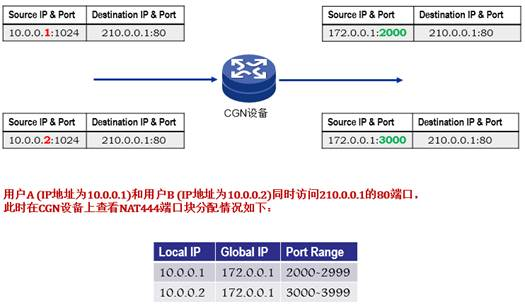 Source IP & Port Destination IP & Port
10.0.0.1:1024 210.0.0.1:80
Source IP & Port Destination IP & Port
172.0.0.1:2000 210.0.0.1:80
CGN设备
Source IP & Port Destination IP & Port
10.0.0.2:1024 210.0.0.1:80
Source IP & Port Destination IP & Port
172.0.0.1:3000 210.0.0.1:80
用户A (IP地址为10.0.0.1)和用户B (IP地址为10.0.0.2)同时访问210.0.0.1的80端口，
此时在CGN设备上查看NAT444端口块分配情况如下：
Local IP Global IP Port Range
10.0.0.1 172.0.0.1 2000~2999
10.0.0.2 172.0.0.1 3000~3999